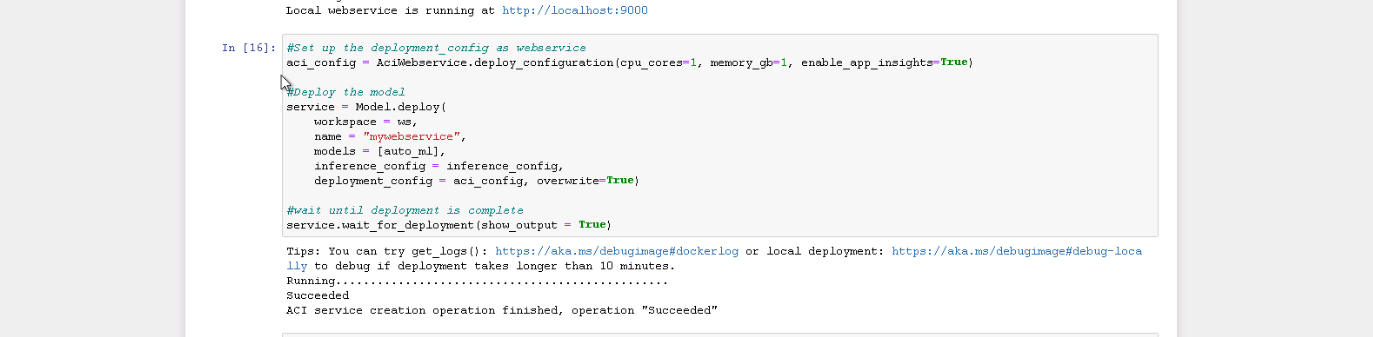 Local webservice is running at http://localhost:9000
In [16]:
#Set up the deployment_config as webservice
aci_config = AciWebservice.deploy_configuration(cpu_cores=1, memory_gb=1, enable_app_insights=True)
#Deploy the model
service = Model.deploy(
workspace = ws,
name = "mywebservice",
models = [auto_ml],
inference_config = inference_config,
deployment_config = aci_config, overwrite=True)
#wait until deployment is complete
service.wait_for_deployment(show_output = True)
Tips: You can try get_logs(): https://aka.ms/debugimage#dockerlog or local deployment: https://aka.ms/debugimage#debug-loca
lly to debug if deployment takes longer than 10 minutes.
Running................................................
Succeeded
ACI service creation operation finished, operation "Succeeded"